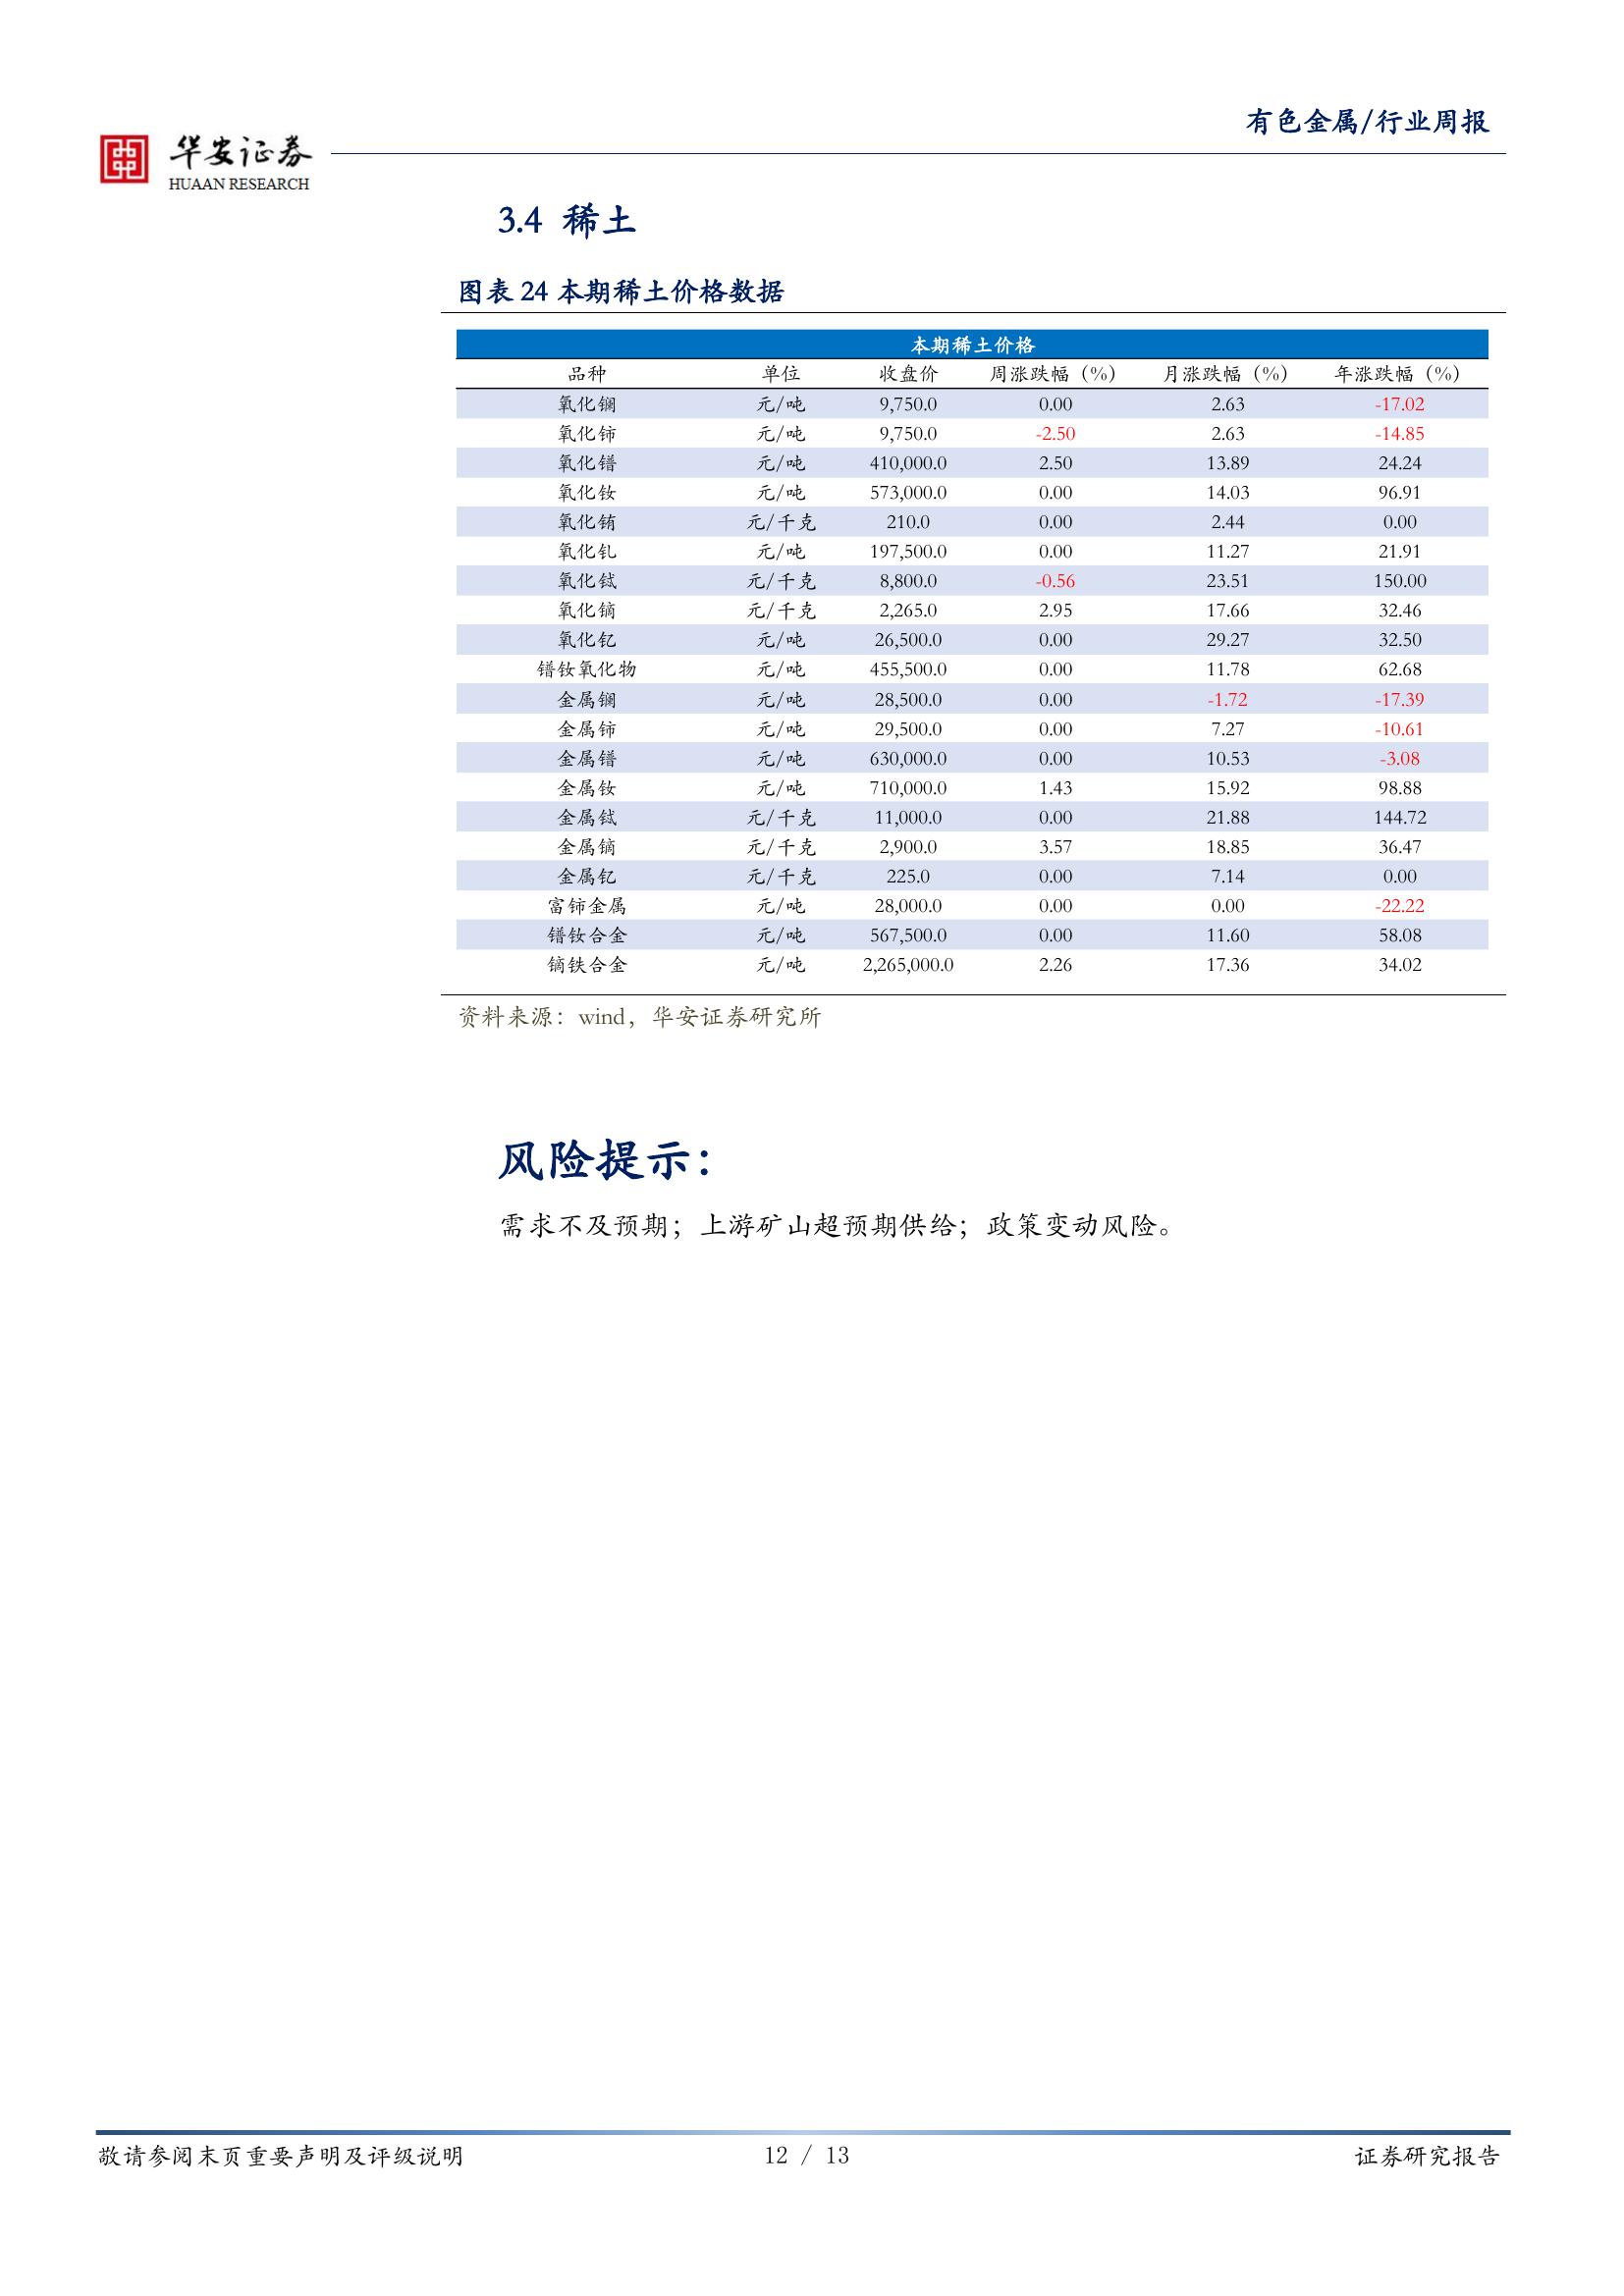 有色金属/行业周报
华安证券
HUAAN RESEARCH
3.4 稀土
图表 24 本期稀土价格数据
本期稀土价格
品种 单位 收盘价 周涨跌幅（%） 月涨跌幅（%） 年涨跌幅（%）
氧化镧 元/吨 9,750.0 0.00 2.63 -17.02
氧化铈 元/吨 9,750.0 -2.50 2.63 -14.85
氧化镨 元/吨 410,000.0 2.50 13.89 24.24
氧化钕 元/吨 573,000.0 0.00 14.03 96.91
氧化铕 元/千克 210.0 0.00 2.44 0.00
氧化钆 元/吨 197,500.0 0.00 11.27 21.91
氧化铽 元/千克 8,800.0 -0.56 23.51 150.00
氧化镝 元/千克 2,265.0 2.95 17.66 32.46
氧化钇 元/吨 26,500.0 0.00 29.27 32.50
镨钕氧化物 元/吨 455,500.0 0.00 11.78 62.68
金属镧 元/吨 28,500.0 0.00 -1.72 -17.39
金属铈 元/吨 29,500.0 0.00 7.27 -10.61
金属镨 元/吨 630,000.0 0.00 10.53 -3.08
金属钕 元/吨 710,000.0 1.43 15.92 98.88
金属铽 元/千克 11,000.0 0.00 21.88 144.72
金属镝 元/千克 2,900.0 3.57 18.85 36.47
金属钇 元/千克 225.0 0.00 7.14 0.00
富铈金属 元/吨 28,000.0 0.00 0.00 -22.22
镨钕合金 元/吨 567,500.0 0.00 11.60 58.08
镝铁合金 元/吨 2,265,000.0 2.26 17.36 34.02
资料来源：wind，华安证券研究所
风险提示：
需求不及预期；上游矿山超预期供给；政策变动风险。
敬请参阅末页重要声明及评级说明 12 / 13 证券研究报告